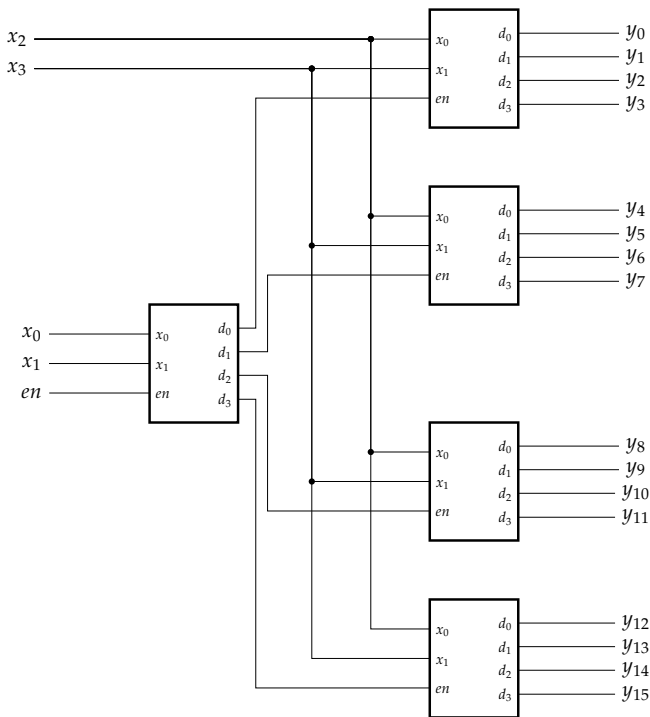 x2
x3
x0 d0 y0
x1 d1 y1
d2 y2
en d3 y3
x0 d0 y4
x1 d1 y5
d2 y6
en d3 y7
x0 x0 d0
x1 x1 d1
d2
en en d3
x0 d0 y8
x1 d1 y9
d2 y10
en d3 y11
x0 d0 y12
x1 d1 y13
d2 y14
en d3 y15